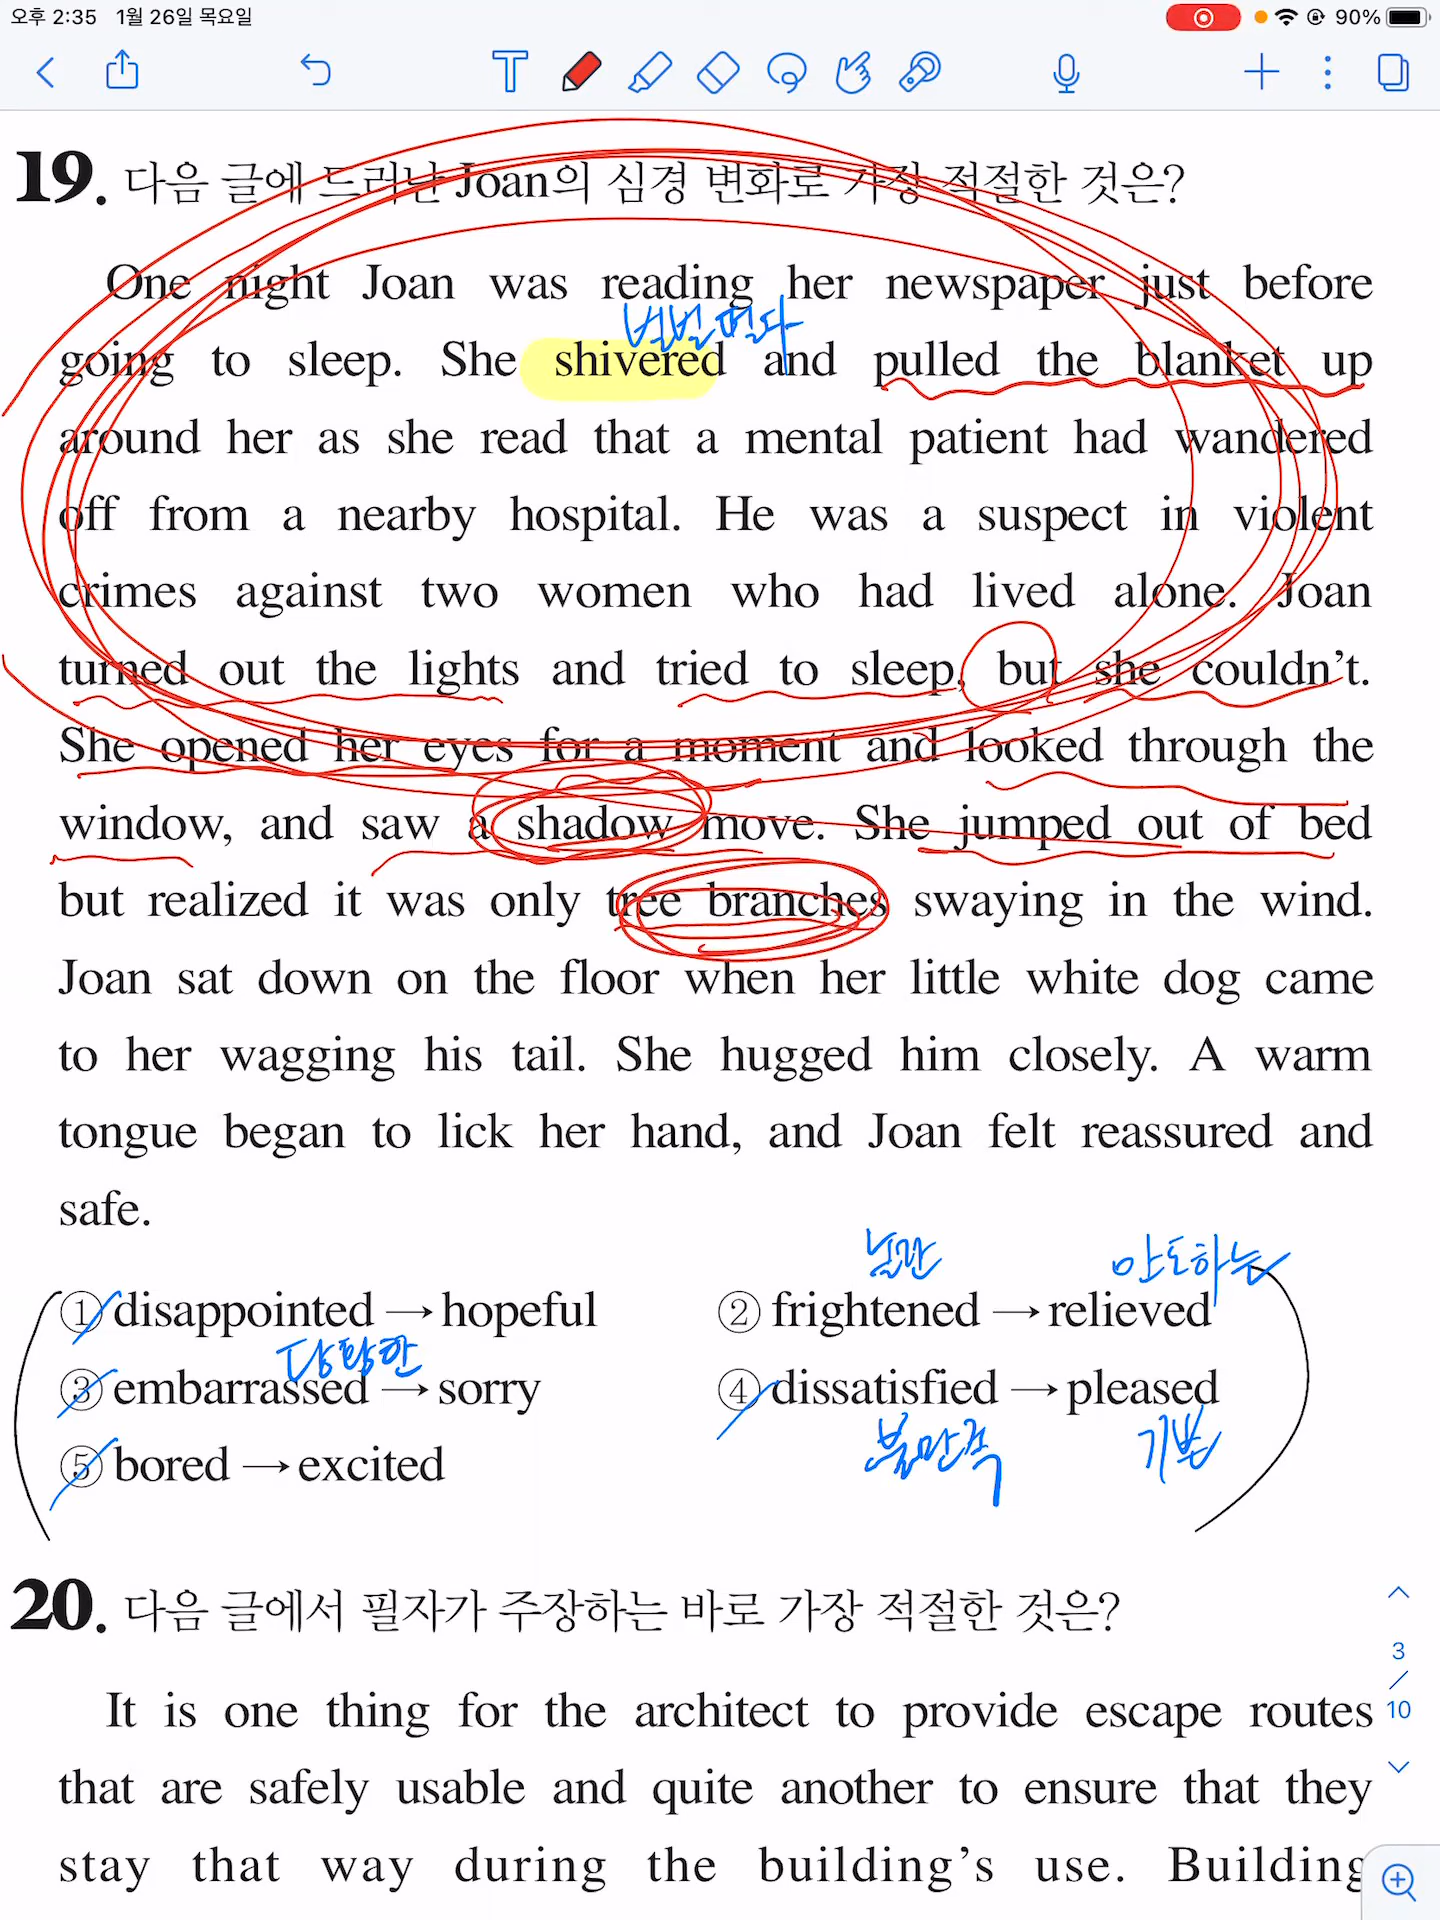 오후 2:35 1월 26일 목요일 90%
19. 다음 글에 드러난 Joan의 심경 변화로 가장 적절한 것은?
One night Joan was reading her newspaper just before
벌벌 떨다
going to sleep. She shivered and pulled the blanket up
around her as she read that a mental patient had wandered
off from a nearby hospital. He was a suspect in violent
crimes against two women who had lived alone. Joan
turned out the lights and tried to sleep, but she couldn't.
She opened her eyes for a moment and looked through the
window, and saw a shadow move. She jumped out of bed
but realized it was only tree branches swaying in the wind.
Joan sat down on the floor when her little white dog came
to her wagging his tail. She hugged him closely. A warm
tongue began to lick her hand, and Joan felt reassured and
safe.
놀란 안도하는
① disappointed → hopeful ② frightened → relieved
당황한
③ embarrassed → sorry ④ dissatisfied → pleased
불만족 기쁜
⑤ bored → excited
20. 다음 글에서 필자가 주장하는 바로 가장 적절한 것은?
3
/
10
It is one thing for the architect to provide escape routes
that are safely usable and quite another to ensure that they
stay that way during the building's use. Building